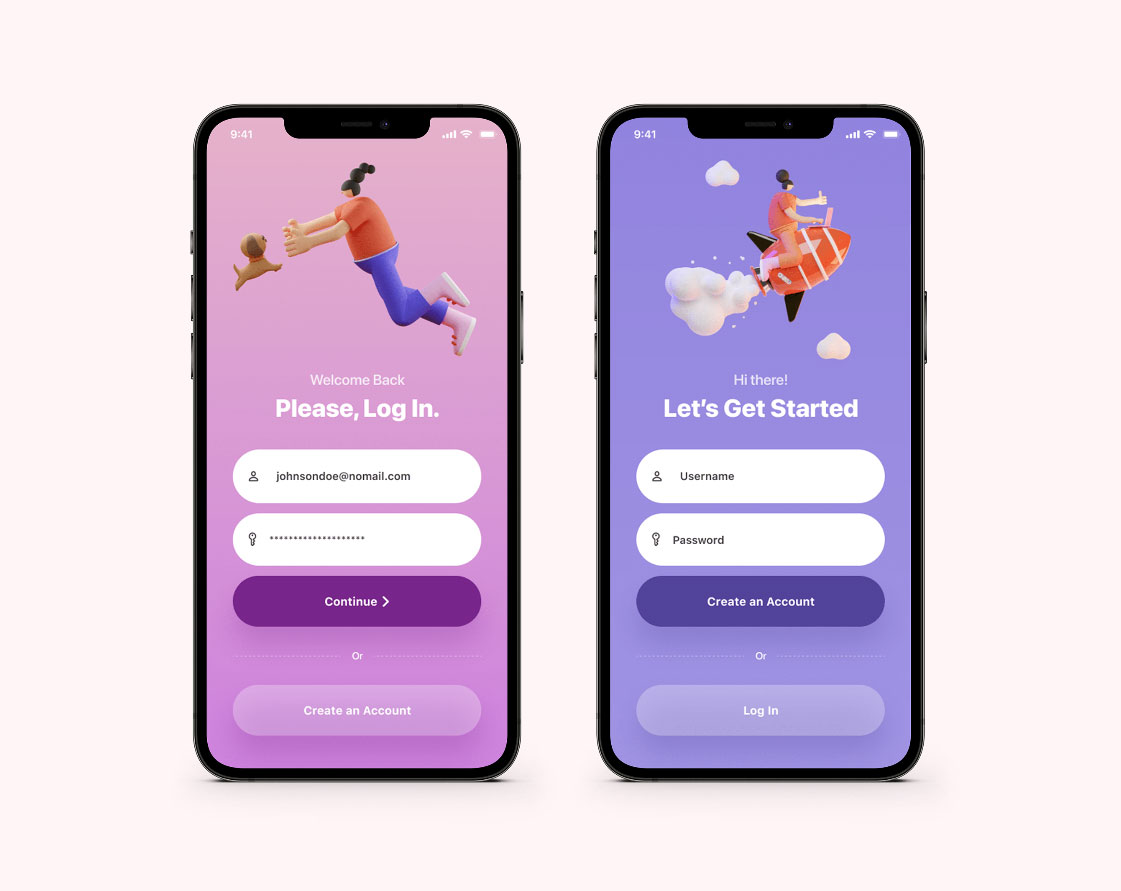 9:41
Welcome Back
Please, Log In.
johnsondoe@nomail.com
********************
Continue
Or
Create an Account
9:41
Hi there!
Let's Get Started
Username
Password
Create an Account
Or
Log In